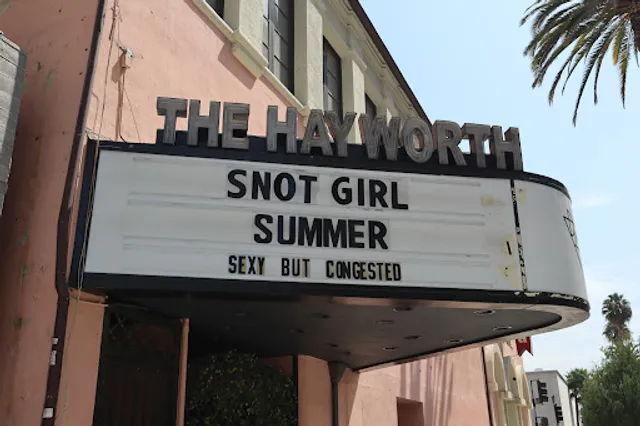 THE HAYWORTH
SNOT GIRL
SUMMER
SEXY BUT CONGESTED